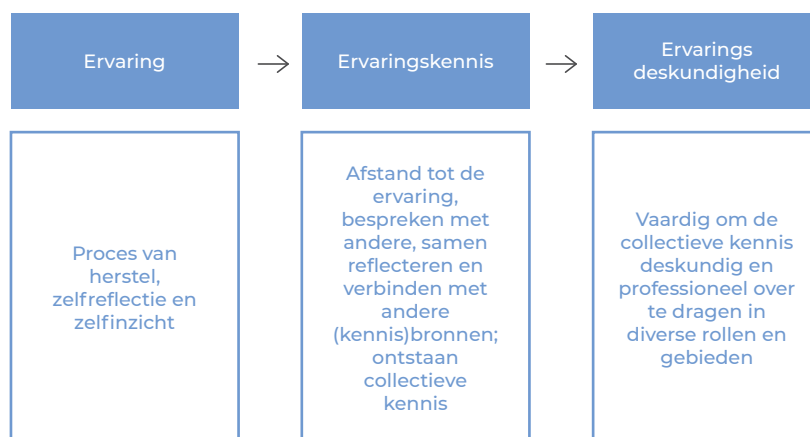 Ervaring
Ervaringskennis
Ervarings
deskundigheid
Proces van
herstel,
zelfreflectie en
zelfinzicht
Afstand tot de
ervaring,
bespreken met
andere, samen
reflecteren en
verbinden met
andere
(kennis)bronnen;
ontstaan
collectieve
kennis
Vaardig om de
collectieve kennis
deskundig en
professioneel over
te dragen in
diverse rollen en
gebieden